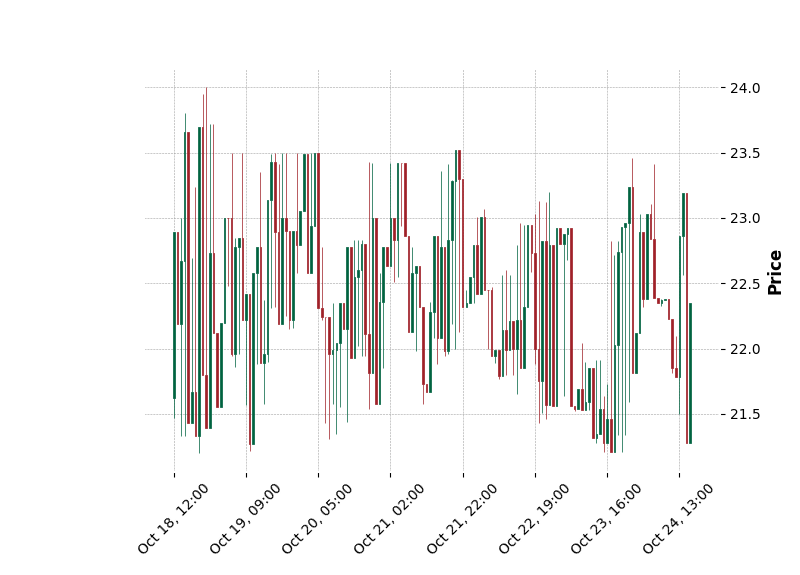 24.0
23.5
23.0
22.5
22.0
21.5
Price
Oct 18, 12:00
Oct 19, 09:00
Oct 20, 05:00
Oct 21, 02:00
Oct 21, 22:00
Oct 22, 19:00
Oct 23, 16:00
Oct 24, 13:00